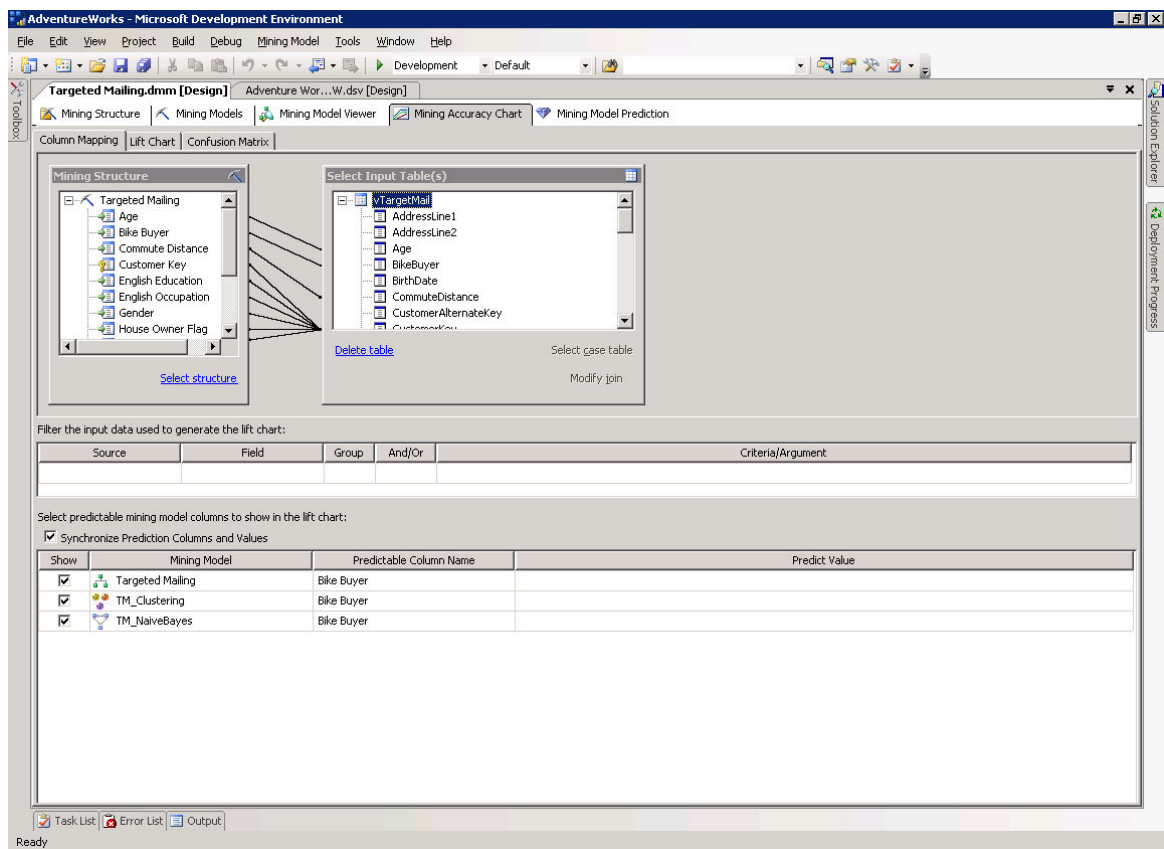 AdventureWorks - Microsoft Development Environment
File Edit View Project Build Debug Mining Model Tools Window Help
Development Default
Toolbox
Targeted Mailing.dmm [Design] Adventure Wor...W.dsv [Design]
Mining Structure Mining Models Mining Model Viewer Mining Accuracy Chart Mining Model Prediction
Column Mapping Lift Chart Confusion Matrix
Mining Structure
Targeted Mailing
Age
Bike Buyer
Commute Distance
Customer Key
English Education
English Occupation
Gender
House Owner Flag
Select structure
Select Input Table(s)
vTargetMail
AddressLine1
AddressLine2
Age
BikeBuyer
BirthDate
CommuteDistance
CustomerAlternateKey
CustomerKey
Delete table Select case table
Modify join
Solution Explorer
Deployment Progress
Filter the input data used to generate the lift chart:
Source Field Group And/Or Criteria/Argument
Select predictable mining model columns to show in the lift chart:
Synchronize Prediction Columns and Values
Show Mining Model Predictable Column Name Predict Value
Targeted Mailing Bike Buyer
TM_Clustering Bike Buyer
TM_NaiveBayes Bike Buyer
Task List Error List Output
Ready